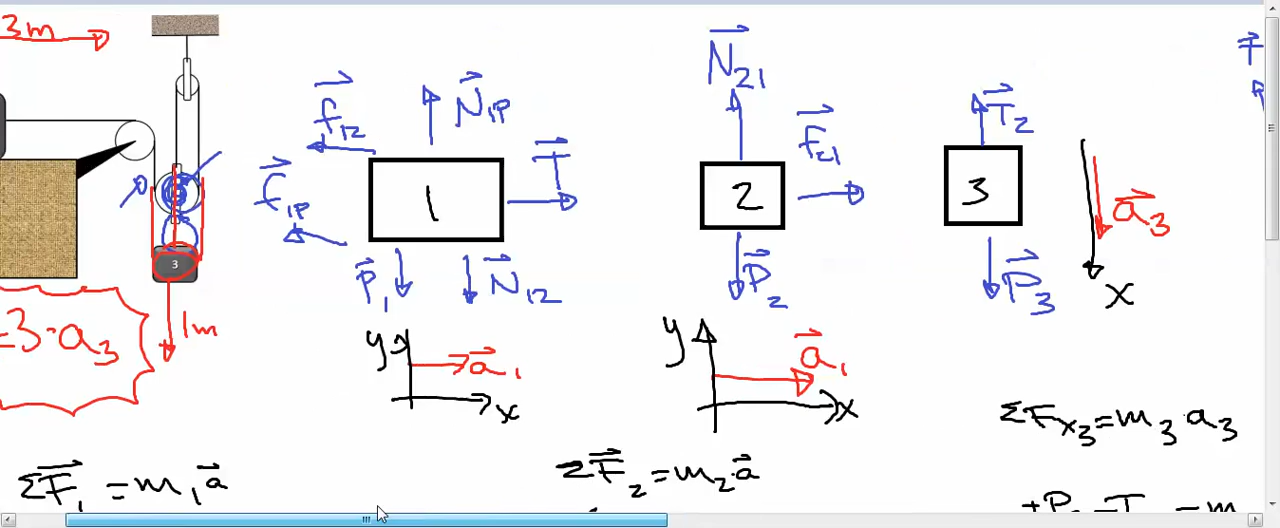 3m
N21
f12
N1P
T
T2
f21
f1P
1
2
3
a3
3
P1
N12
P2
P3
x
1m
=3·a3
y
a1
x
y
a1
x
ΣFx3=m3·a3
ΣF1=m1a
ΣF2=m2·a